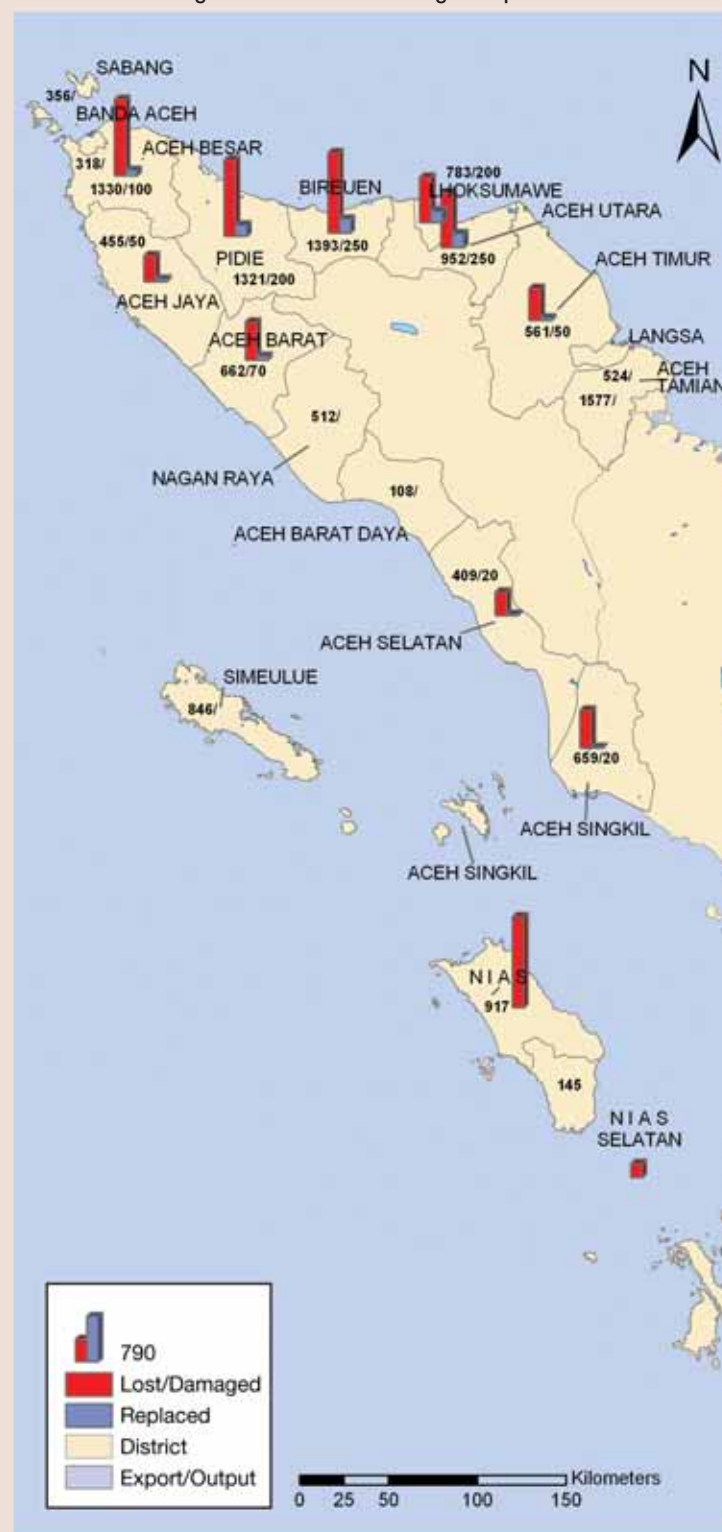 N
SABANG
356/
BANDA ACEH
ACEH BESAR
318/
1330/100
783/200
BIREUEN
LHOKSUMAWE
ACEH UTARA
455/50
PIDIE
1393/250
952/250
1321/200
ACEH TIMUR
ACEH JAYA
561/50
LANGSA
ACEH BARAT
662/70
524/
ACEH
TAMIAN
1577/
512/
NAGAN RAYA
108/
ACEH BARAT DAYA
409/20
ACEH SELATAN
SIMEULUE
846/
659/20
ACEH SINGKIL
ACEH SINGKIL
N I A S
917
145
N I A S
SELATAN
790
Lost/Damaged
Replaced
District
Export/Output
Kilometers
0 25 50 100 150